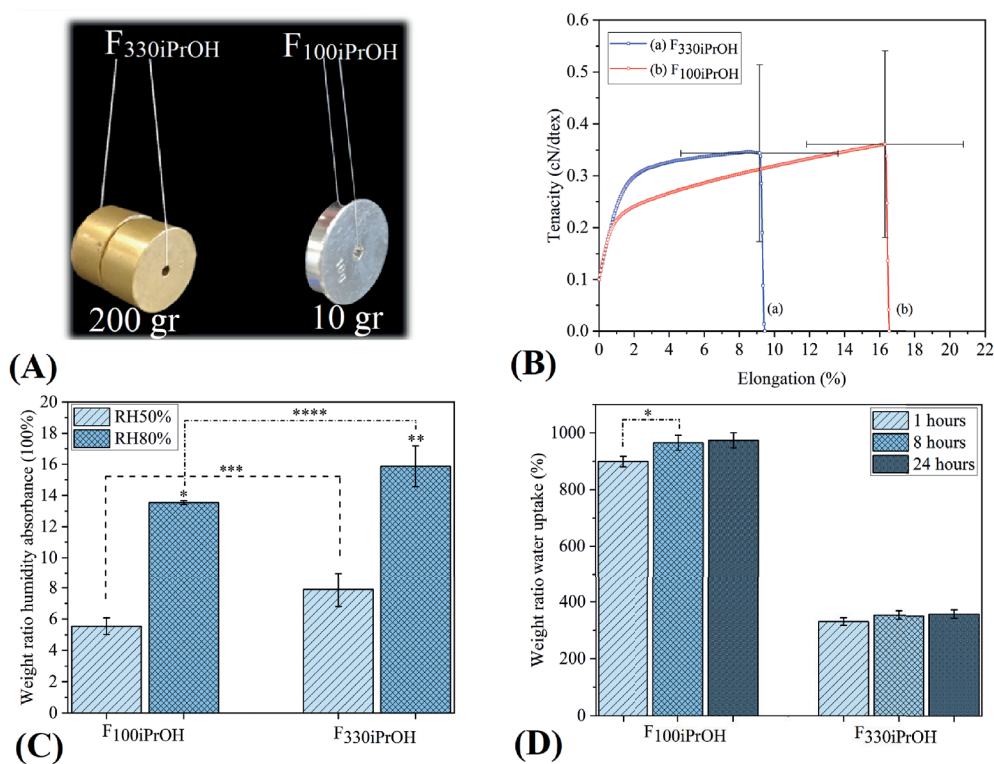 F330iPrOH
F100iPrOH
10g
200 gr
10 gr
(A)
Tenacity (cN/dtex)
0.6
0.5
0.4
0.3
0.2
0.1
0.0
(a) F330iPrOH
(b) F100iPrOH
(a)
(b)
0 2 4 6 8 10 12 14 16 18 20 22
Elongation (%)
(B)
Weight ratio humidity absorbance (100%)
20
18
16
14
12
10
8
6
4
2
0
RH50%
RH80%
****
**
***
*
F100iPrOH
F330iPrOH
(C)
Weight ratio water uptake (%)
1000
800
600
400
200
0
*
1 hours
8 hours
24 hours
F100iPrOH
F330iPrOH
(D)